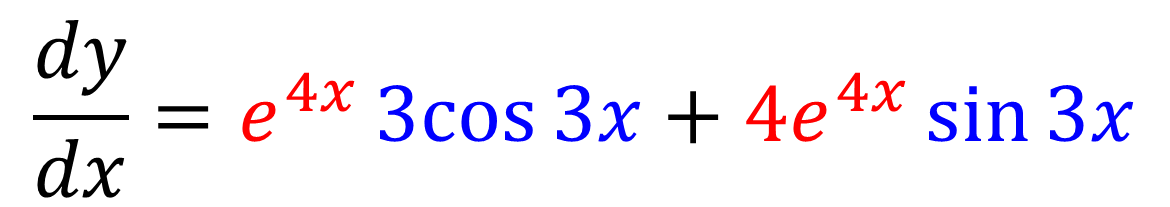 dy/dx = e^{4x} 3cos 3x + 4e^{4x} sin 3x